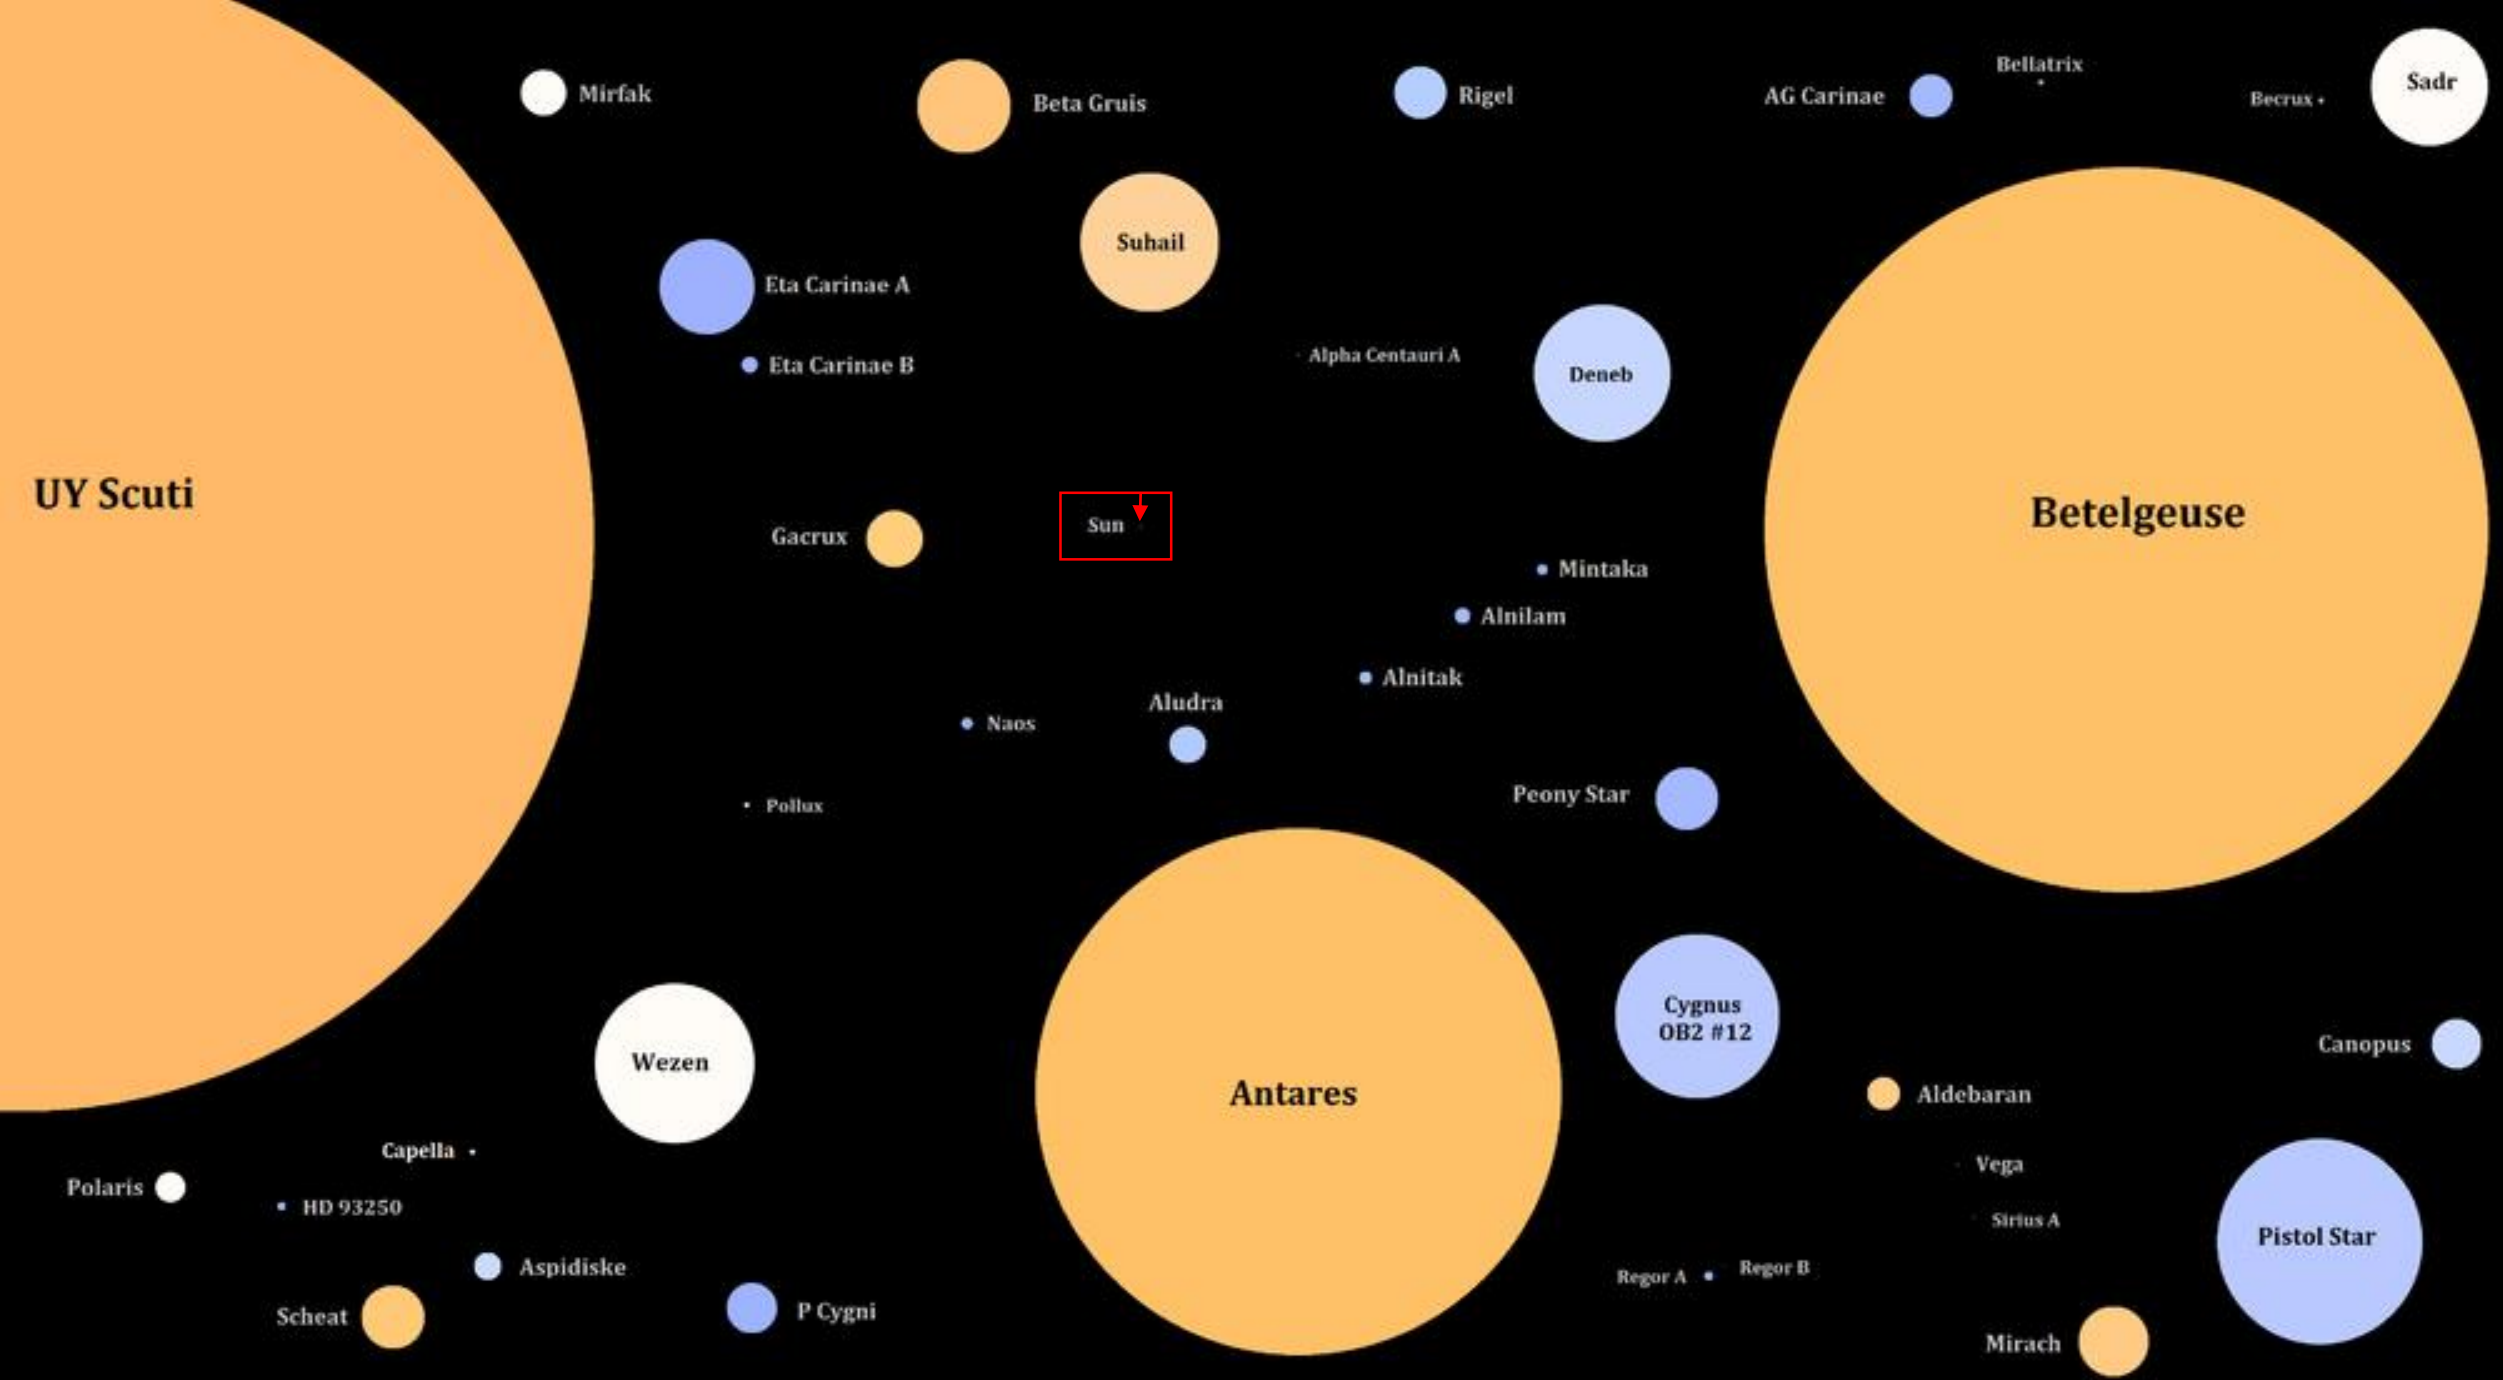 Bellatrix
Mirfak
Beta Gruis
Rigel
AG Carinae
Becrux
Sadr
Suhail
Eta Carinae A
Alpha Centauri A
Eta Carinae B
Deneb
UY Scuti
Betelgeuse
Sun
Gacrux
Mintaka
Alnilam
Alnitak
Aludra
Naos
Peony Star
Pollux
Cygnus
OB2 #12
Canopus
Wezen
Antares
Aldebaran
Capella
Vega
Polaris
HD 93250
Sirius A
Pistol Star
Aspidiske
Regor A
Regor B
Scheat
P Cygni
Mirach